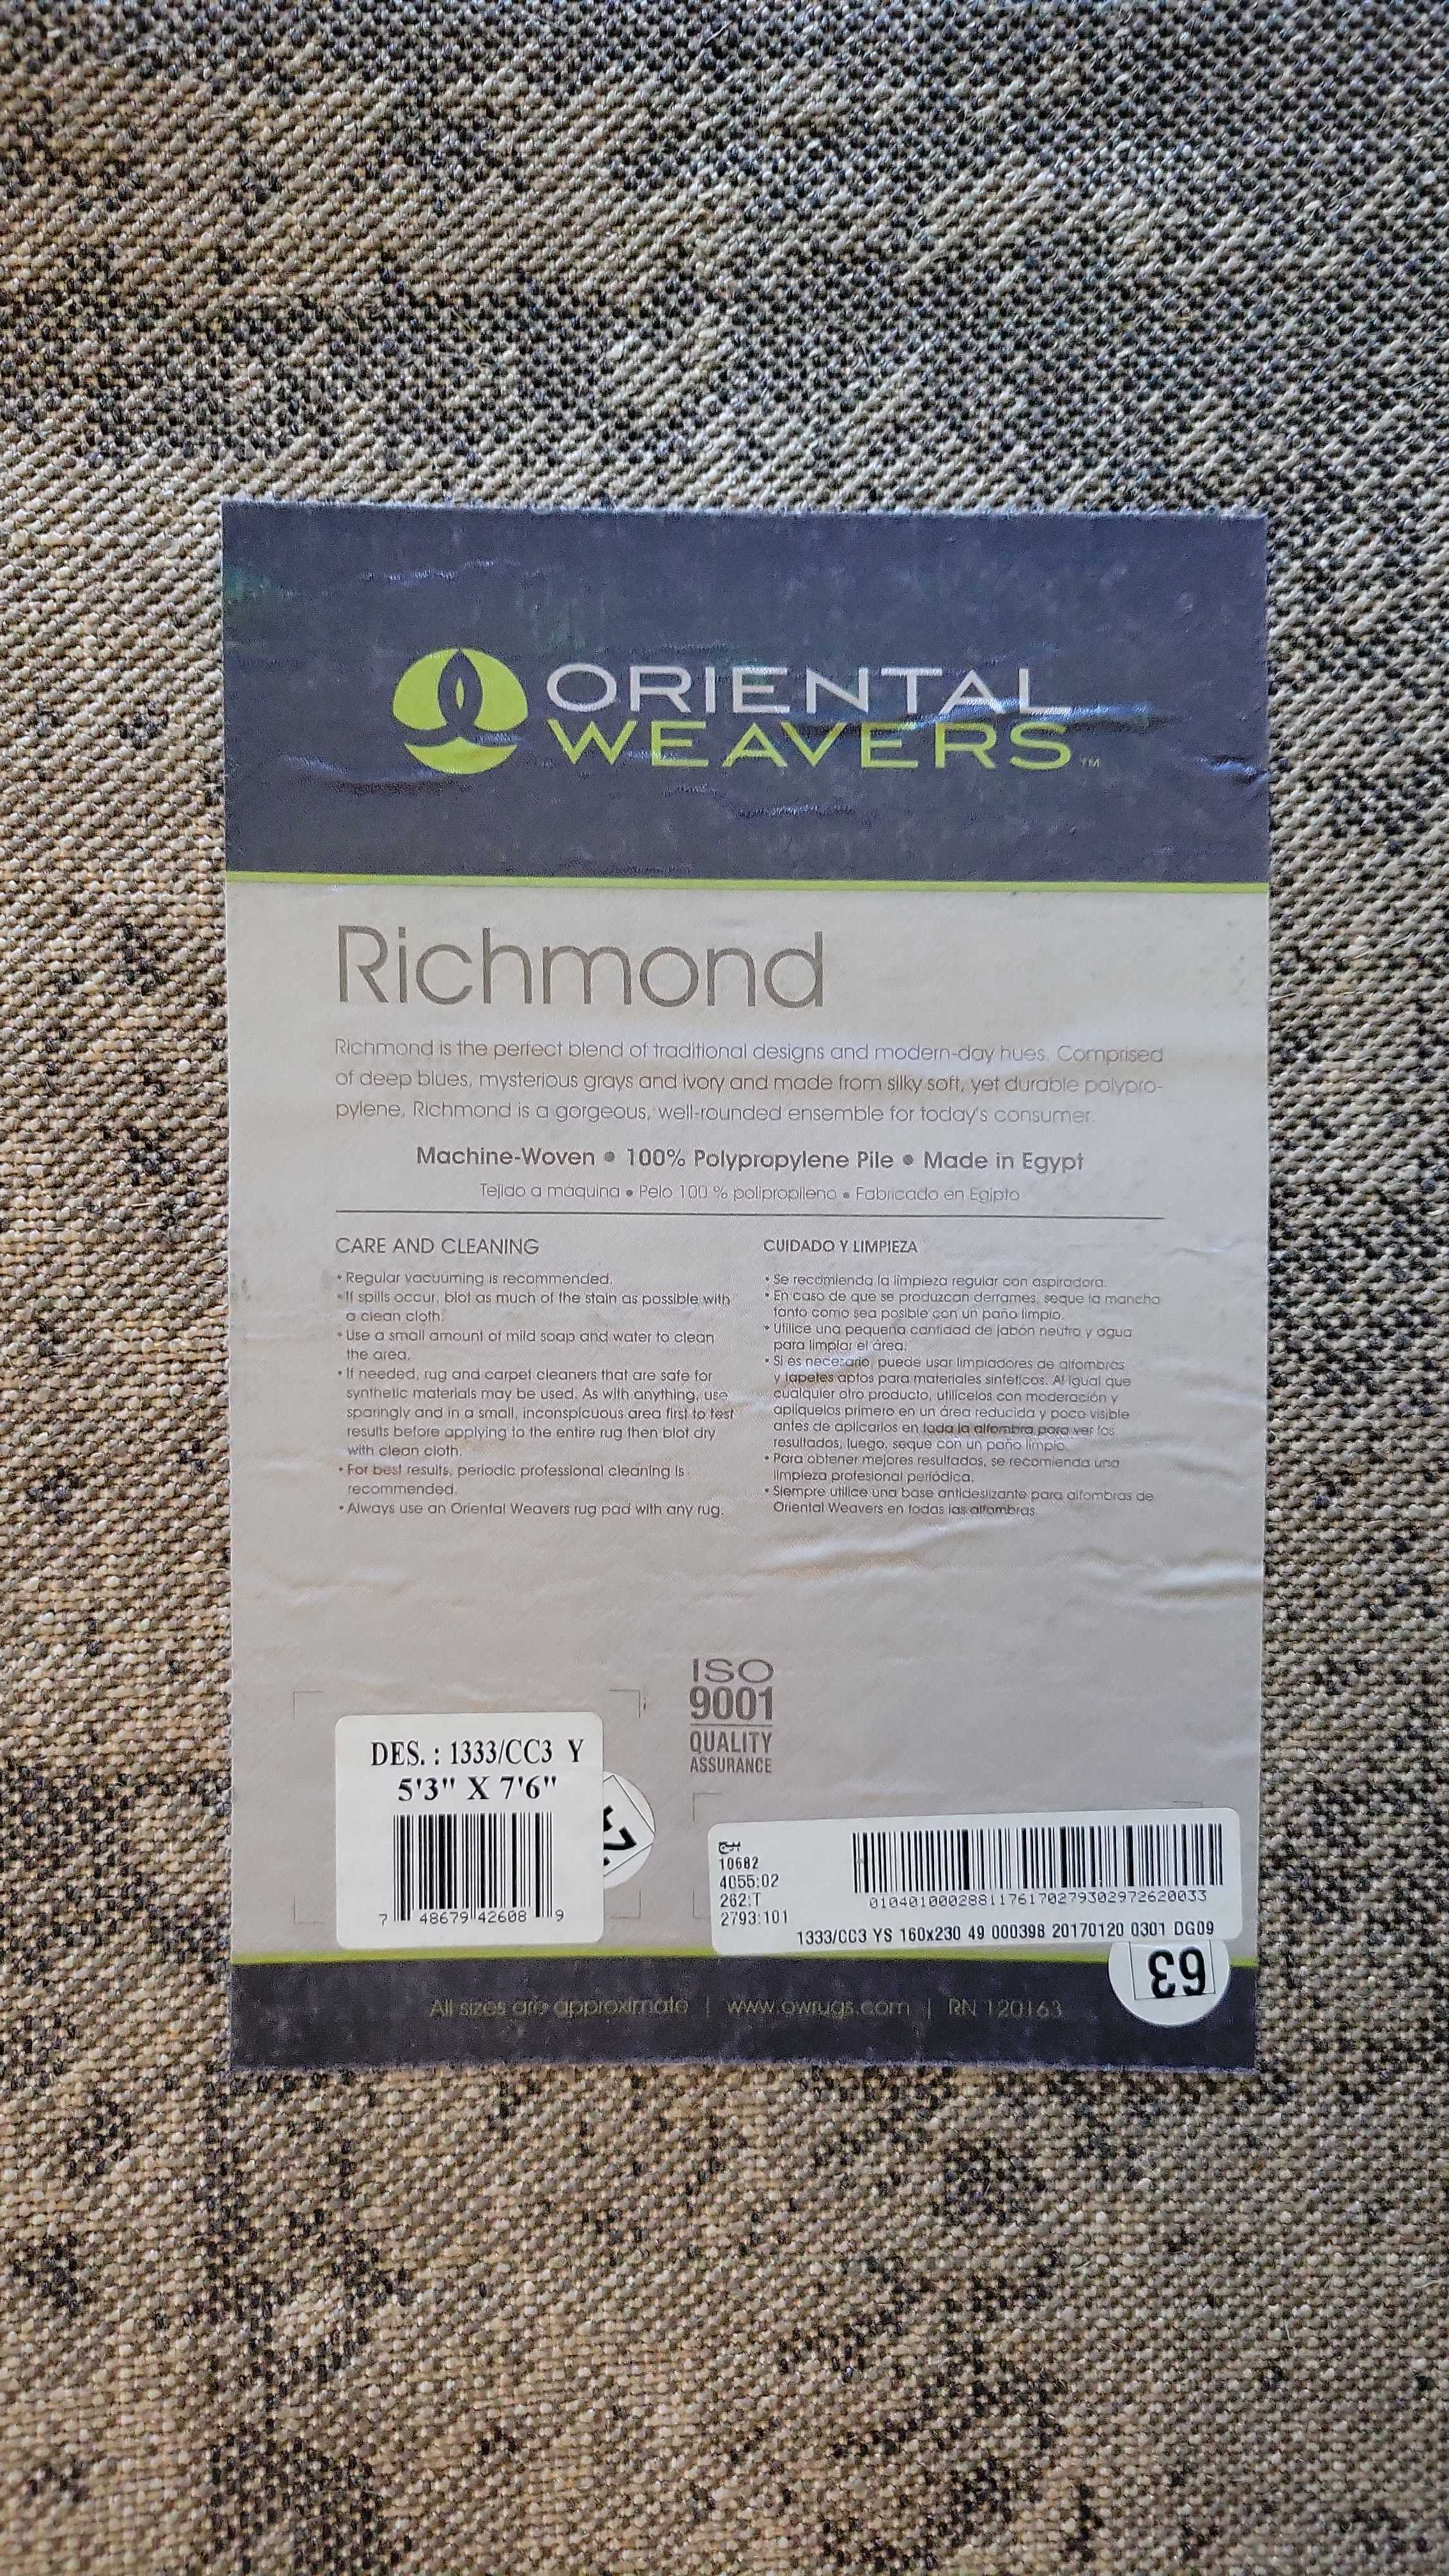 ORIENTAL
WEAVERS™
Richmond
Richmond is the perfect blend of traditional designs and modern-day hues. Comprised
of deep blues, mysterious grays and ivory and made from silky soft, yet durable polypro-
pylene, Richmond is a gorgeous, well-rounded ensemble for today's consumer.
Machine-Woven • 100% Polypropylene Pile • Made in Egypt
Tejido a máquina • Pelo 100 % polipropileno • Fabricado en Egipto
CARE AND CLEANING
• Regular vacuuming is recommended.
• If spills occur, blot as much of the stain as possible with
a clean cloth.
• Use a small amount of mild soap and water to clean
the area.
• If needed, rug and carpet cleaners that are safe for
synthetic materials may be used. As with anything, use
sparingly and in a small, inconspicuous area first to test
results before applying to the entire rug then blot dry
with clean cloth.
• For best results, periodic professional cleaning is
recommended.
• Always use an Oriental Weavers rug pad with any rug.
CUIDADO Y LIMPIEZA
• Se recomienda la limpieza regular con aspiradora.
• En caso de que se produzcan derrames, seque la mancha
tanto como sea posible con un paño limpio.
• Utilice una pequeña cantidad de jabón neutro y agua
para limpiar el área.
• Si es necesario, puede usar limpiadores de alfombras
y tapetes aptos para materiales sintéticos. Al igual que
cualquier otro producto, utilícelos con moderación y
aplíquelos primero en un área reducida y poco visible
antes de aplicarlos en toda la alfombra para ver los
resultados, luego, seque con un paño limpio.
• Para obtener mejores resultados, se recomienda una
limpieza profesional periódica.
• Siempre utilice una base antideslizante para alfombras de
Oriental Weavers en todas las alfombras.
ISO
9001
QUALITY
ASSURANCE
DES. : 1333/CC3 Y
5'3" X 7'6"
7 48679 42608 9
10682
4055:02
262:T
2793:101
0104010002881176170279302972620033
1333/CC3 YS 160x230 49 000398 20170120 0301 DG09
63
All sizes are approximate | www.owrugs.com | RN 120163